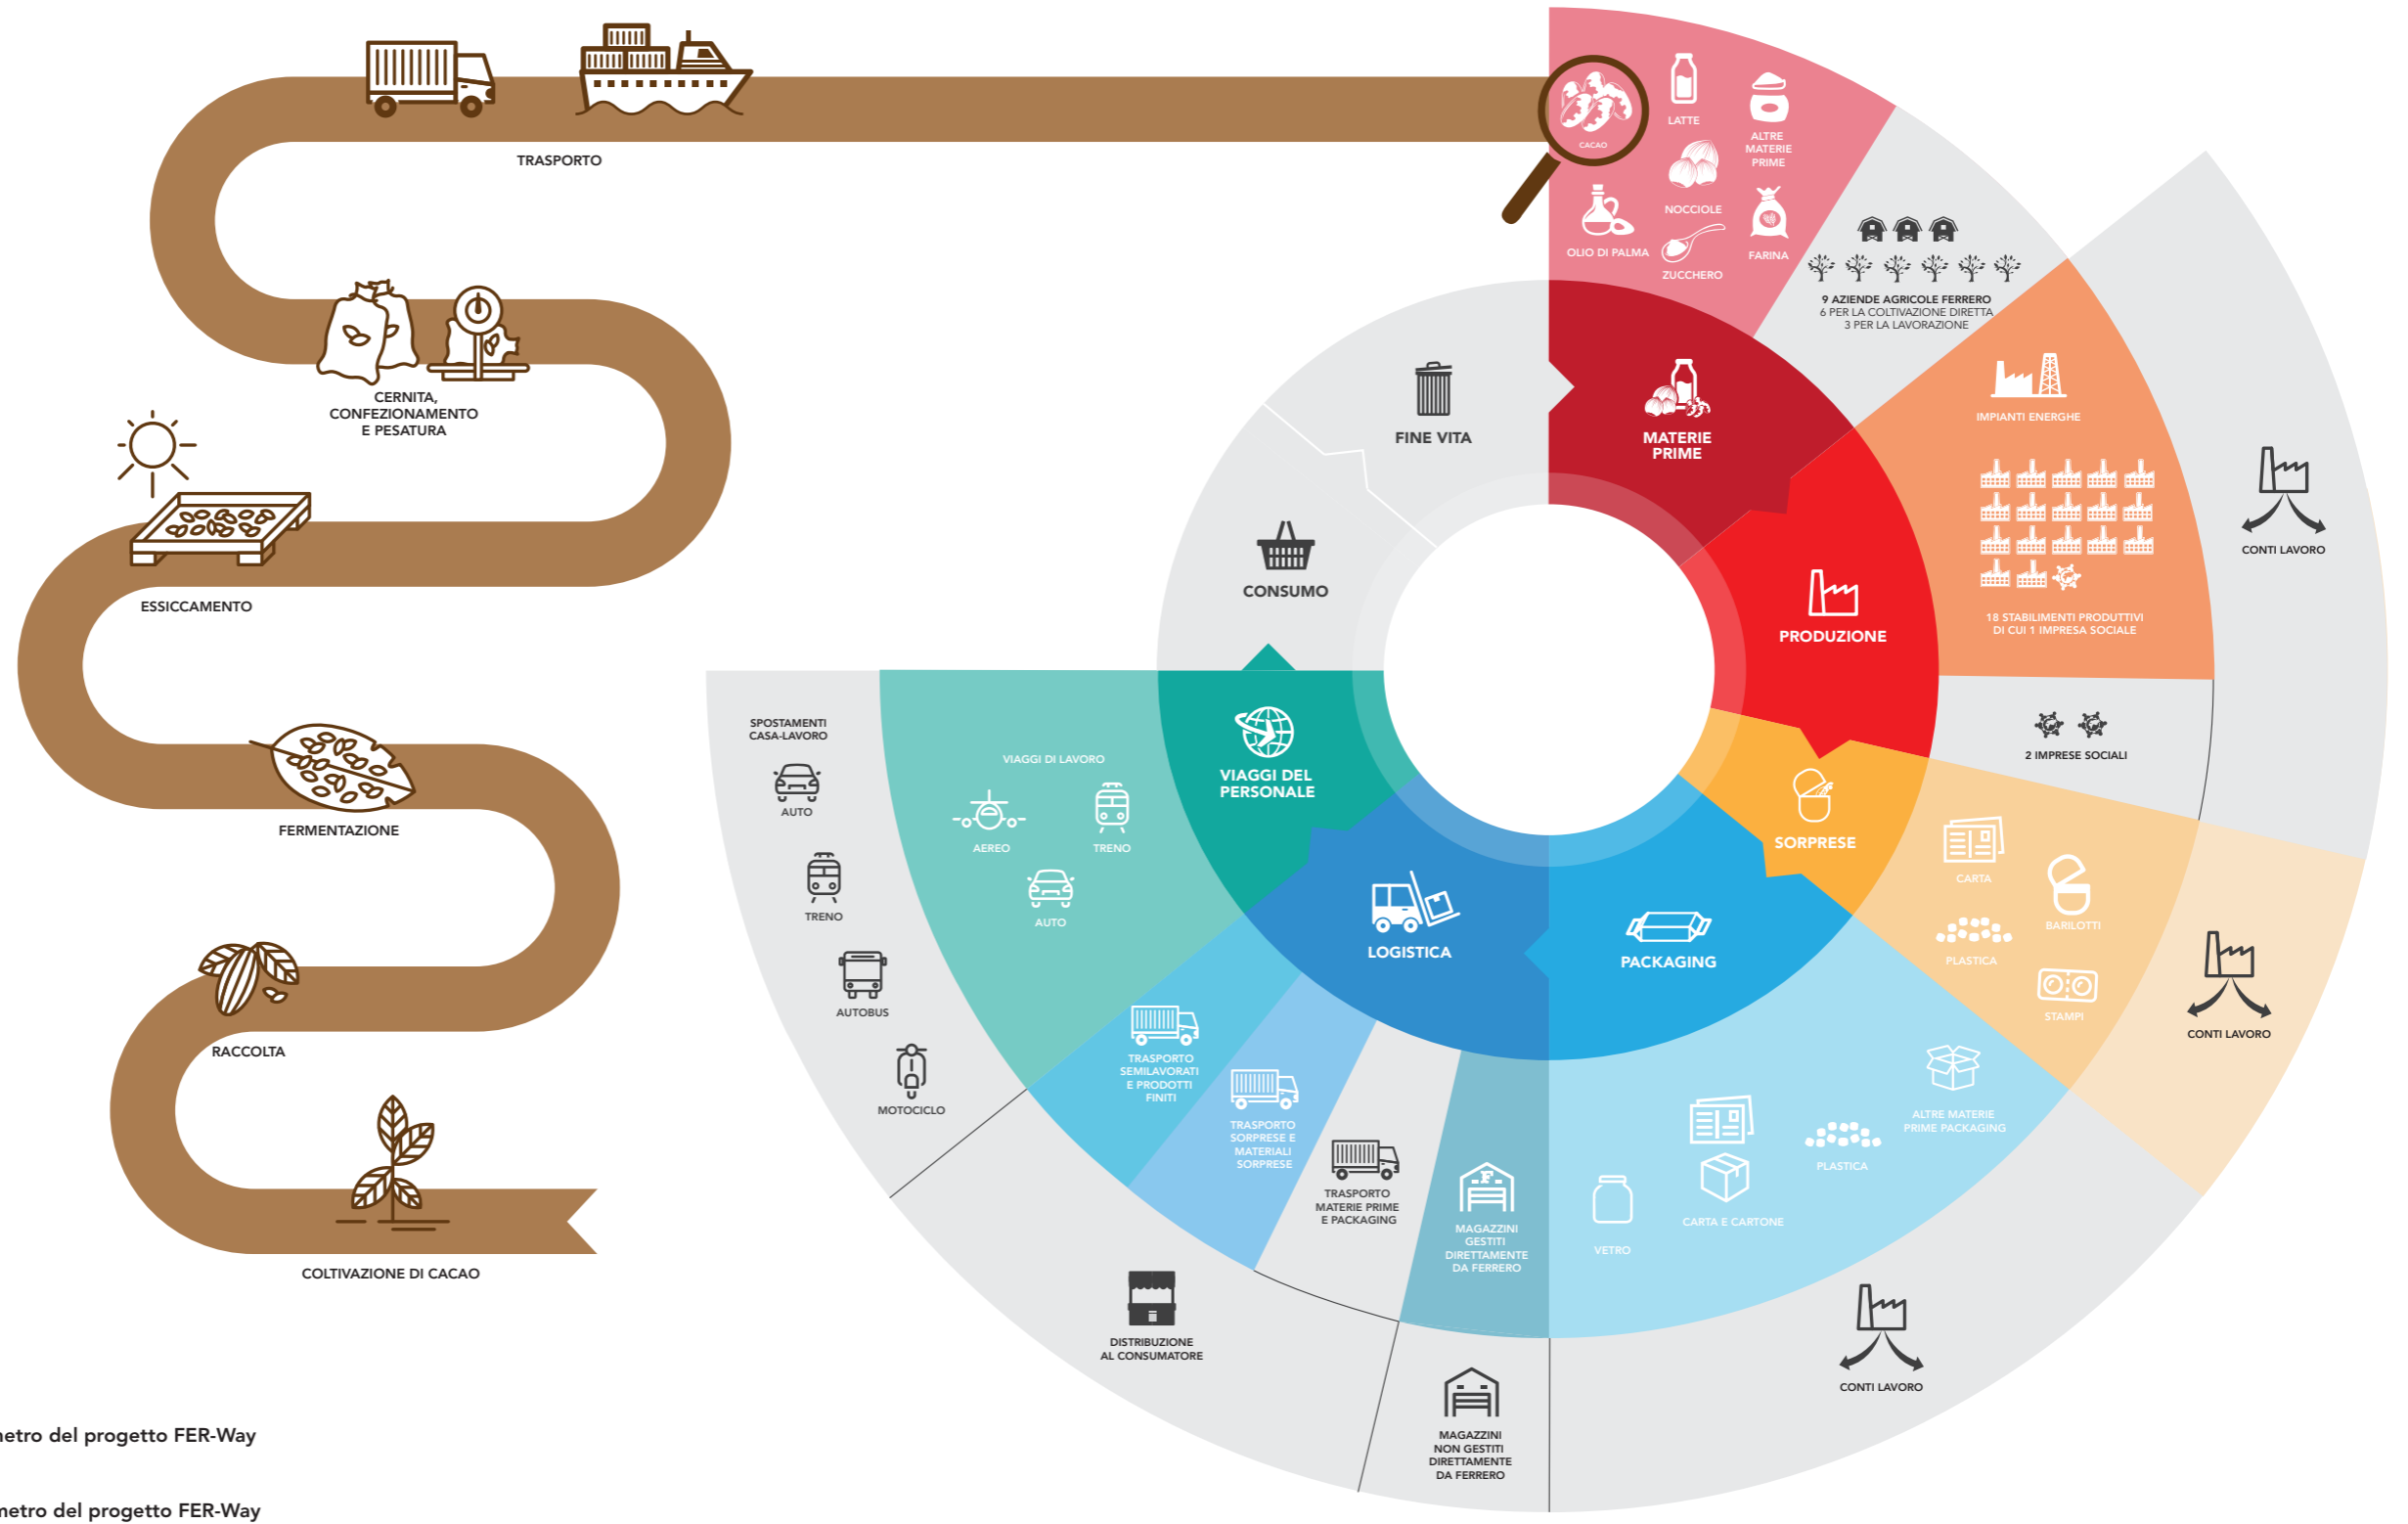 TRASPORTO
CERNITA,
CONFEZIONAMENTO
E PESATURA
ESSICCAMENTO
FERMENTAZIONE
RACCOLTA
COLTIVAZIONE DI CACAO
CACAO
LATTE
ALTRE
MATERIE
PRIME
NOCCIOLE
OLIO DI PALMA
ZUCCHERO
FARINA
9 AZIENDE AGRICOLE FERRERO
6 PER LA COLTIVAZIONE DIRETTA
3 PER LA LAVORAZIONE
MATERIE
PRIME
IMPIANTI ENERGHE
18 STABILIMENTI PRODUTTIVI
DI CUI 1 IMPRESA SOCIALE
CONTI LAVORO
PRODUZIONE
2 IMPRESE SOCIALI
SORPRESE
CARTA
BARILOTTI
PLASTICA
STAMPI
CONTI LAVORO
PACKAGING
ALTRE MATERIE
PRIME PACKAGING
PLASTICA
CARTA E CARTONE
VETRO
CONTI LAVORO
LOGISTICA
TRASPORTO
SEMILAVORATI
E PRODOTTI
FINITI
TRASPORTO
SORPRESE E
MATERIALI
SORPRESE
TRASPORTO
MATERIE PRIME
E PACKAGING
F
MAGAZZINI
GESTITI
DIRETTAMENTE
DA FERRERO
DISTRIBUZIONE
AL CONSUMATORE
MAGAZZINI
NON GESTITI
DIRETTAMENTE
DA FERRERO
VIAGGI DEL
PERSONALE
VIAGGI DI LAVORO
AEREO
TRENO
AUTO
SPOSTAMENTI
CASA-LAVORO
AUTO
TRENO
AUTOBUS
MOTOCICLO
CONSUMO
FINE VITA
del progetto FER-Way
del progetto FER-Way